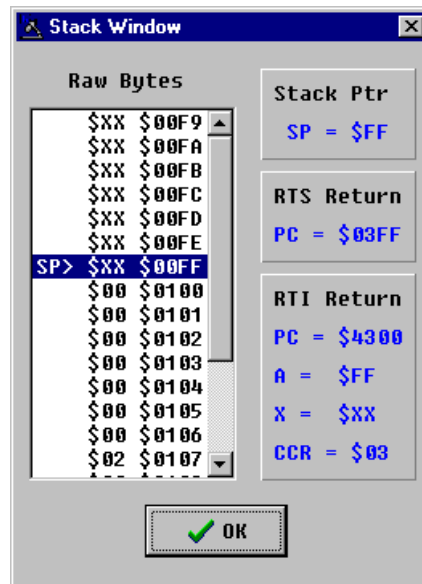 Stack Window
Raw Bytes
$XX $00F9
$XX $00FA
$XX $00FB
$XX $00FC
$XX $00FD
$XX $00FE
SP> $XX $00FF
$00 $0100
$00 $0101
$00 $0102
$00 $0103
$00 $0104
$00 $0105
$00 $0106
$02 $0107
Stack Ptr
SP = $FF
RTS Return
PC = $03FF
RTI Return
PC = $4300
A = $FF
X = $XX
CCR = $03
OK